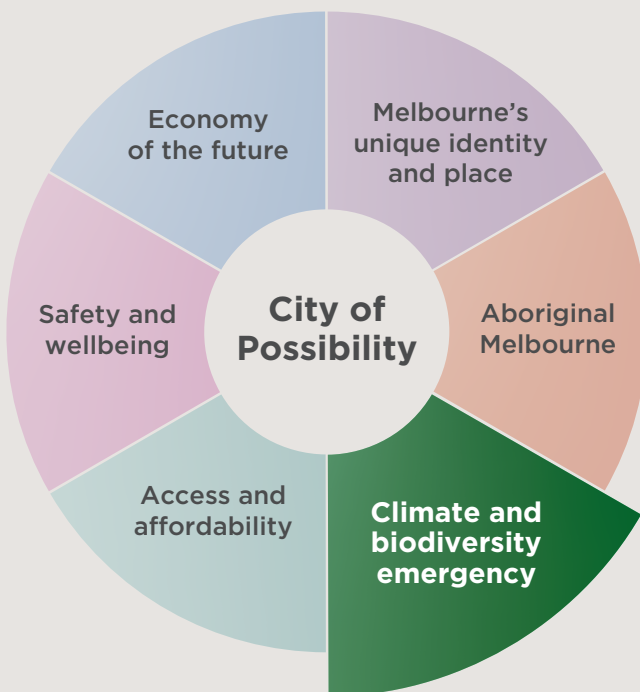 Economy
of the future
Melbourne’s
unique identity
and place
Safety and
wellbeing
City of
Possibility
Aboriginal
Melbourne
Access and
affordability
Climate and
biodiversity
emergency